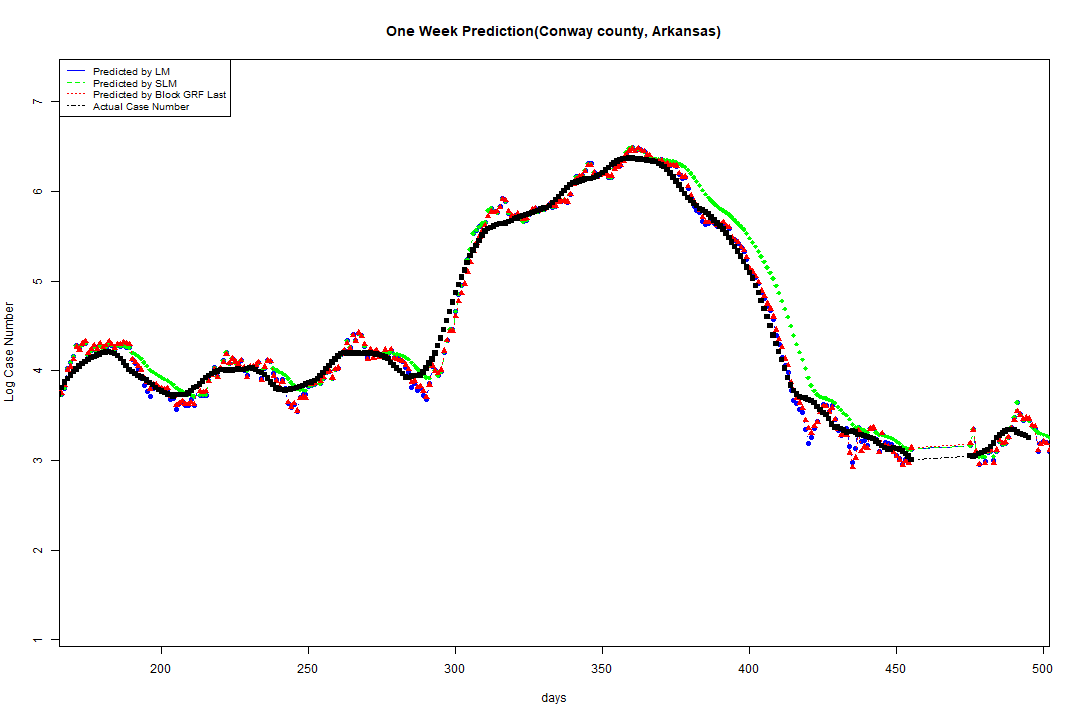 One Week Prediction(Conway county, Arkansas)
Predicted by LM
Predicted by SLM
Predicted by Block GRF Last
Actual Case Number
7
6
5
4
3
2
1
Log Case Number
200 250 300 350 400 450 500
days